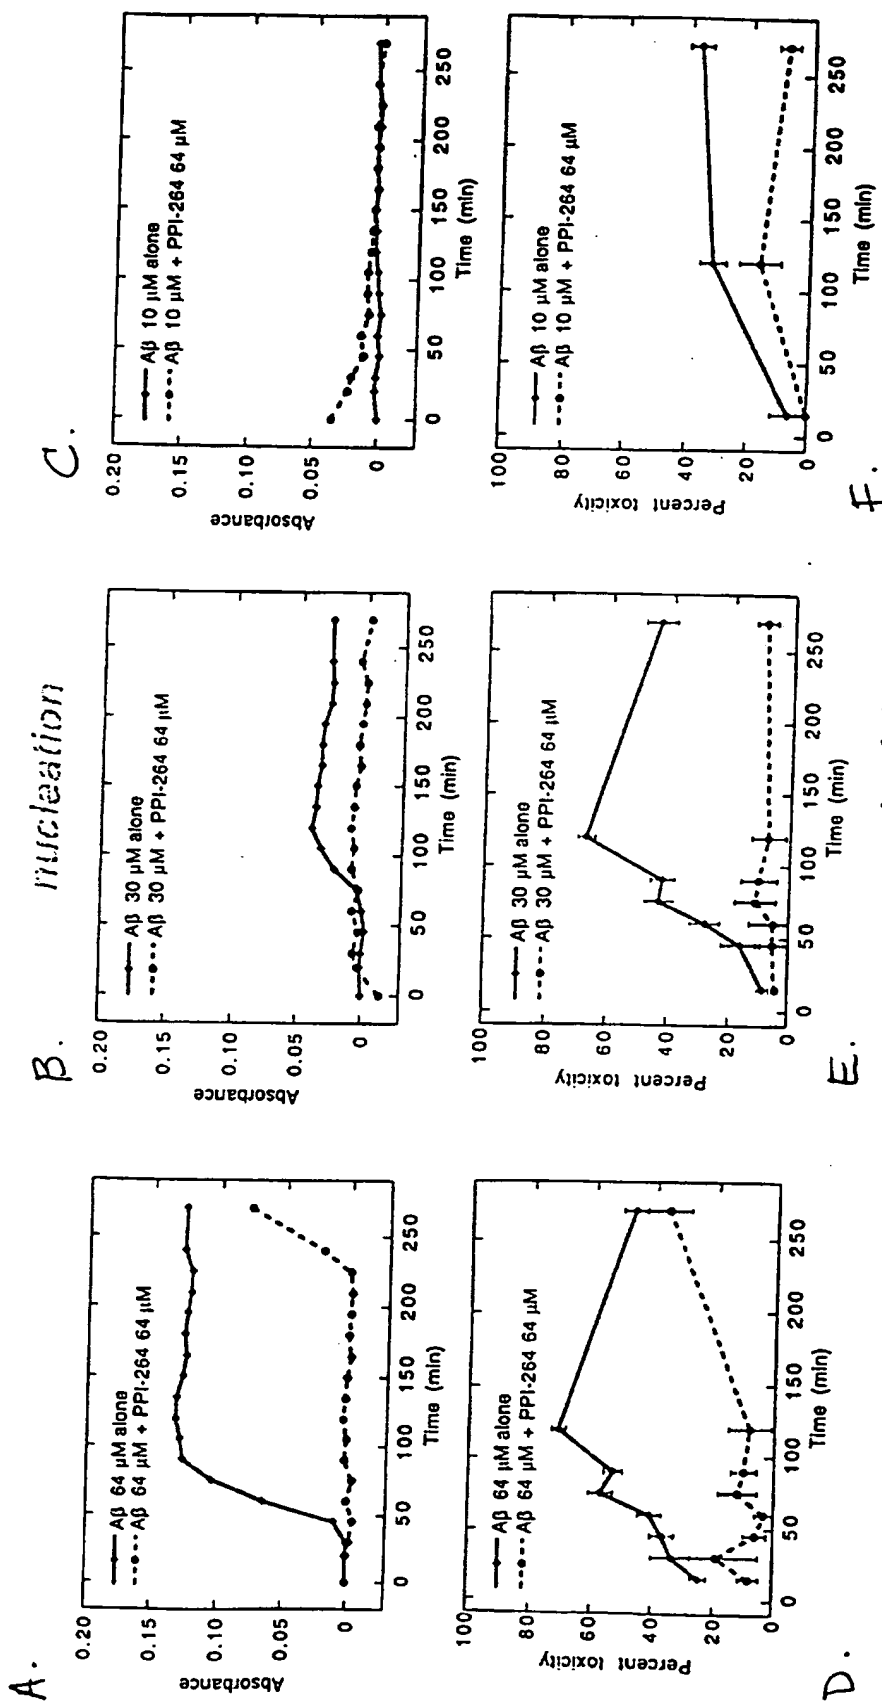 nucleation
A.
Absorbance
0.20
0.15
0.10
0.05
0
Aβ 64 μM alone
Aβ 64 μM + PPI-264 64 μM
0 50 100 150 200 250
Time (min)
B.
Absorbance
0.20
0.15
0.10
0.05
0
Aβ 30 μM alone
Aβ 30 μM + PPI-264 64 μM
0 50 100 150 200 250
Time (min)
C.
Absorbance
0.20
0.15
0.10
0.05
0
Aβ 10 μM alone
Aβ 10 μM + PPI-264 64 μM
0 50 100 150 200 250
Time (min)
D.
Percent toxicity
100
80
60
40
20
0
Aβ 64 μM alone
Aβ 64 μM + PPI-264 64 μM
0 50 100 150 200 250
Time (min)
E.
Percent toxicity
100
80
60
40
20
0
Aβ 30 μM alone
Aβ 30 μM + PPI-264 64 μM
0 50 100 150 200 250
Time (min)
F.
Percent toxicity
100
80
60
40
20
0
Aβ 10 μM alone
Aβ 10 μM + PPI-264 64 μM
0 50 100 150 200 250
Time (min)